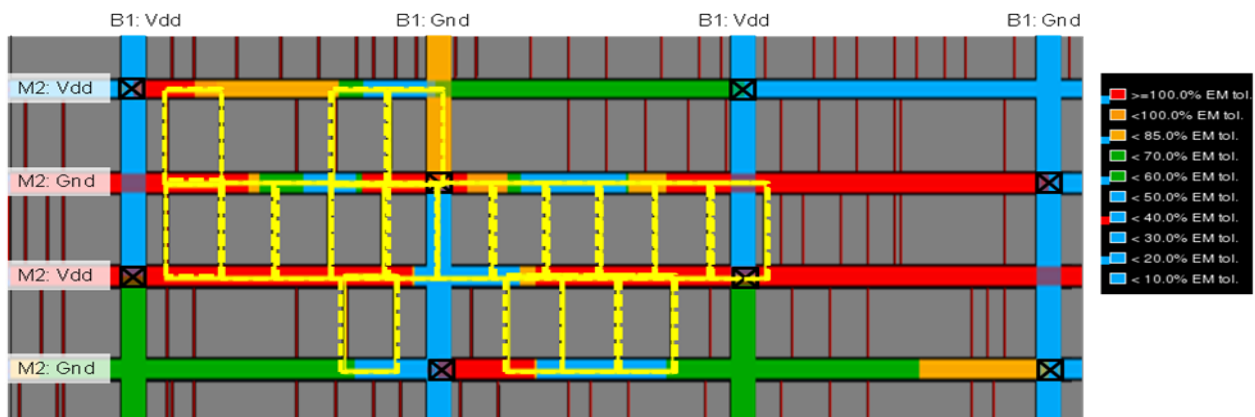 B1: Vdd
B1: Gnd
B1: Vdd
B1: Gnd
M2: Vdd
M2: Gnd
M2: Vdd
M2: Gnd
>=100.0% EM tol.
<100.0% EM tol.
< 85.0% EM tol.
< 70.0% EM tol.
< 60.0% EM tol.
< 50.0% EM tol.
< 40.0% EM tol.
< 30.0% EM tol.
< 20.0% EM tol.
< 10.0% EM tol.